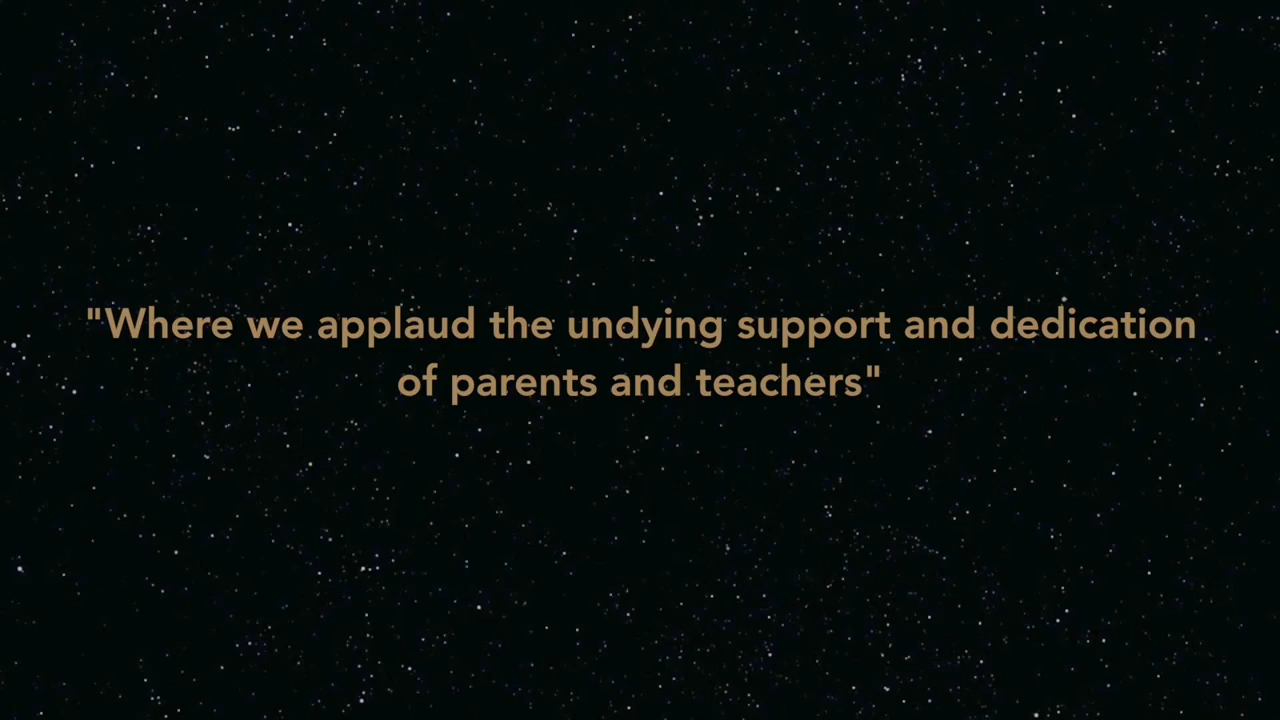 "Where we applaud the undying support and dedication
of parents and teachers"